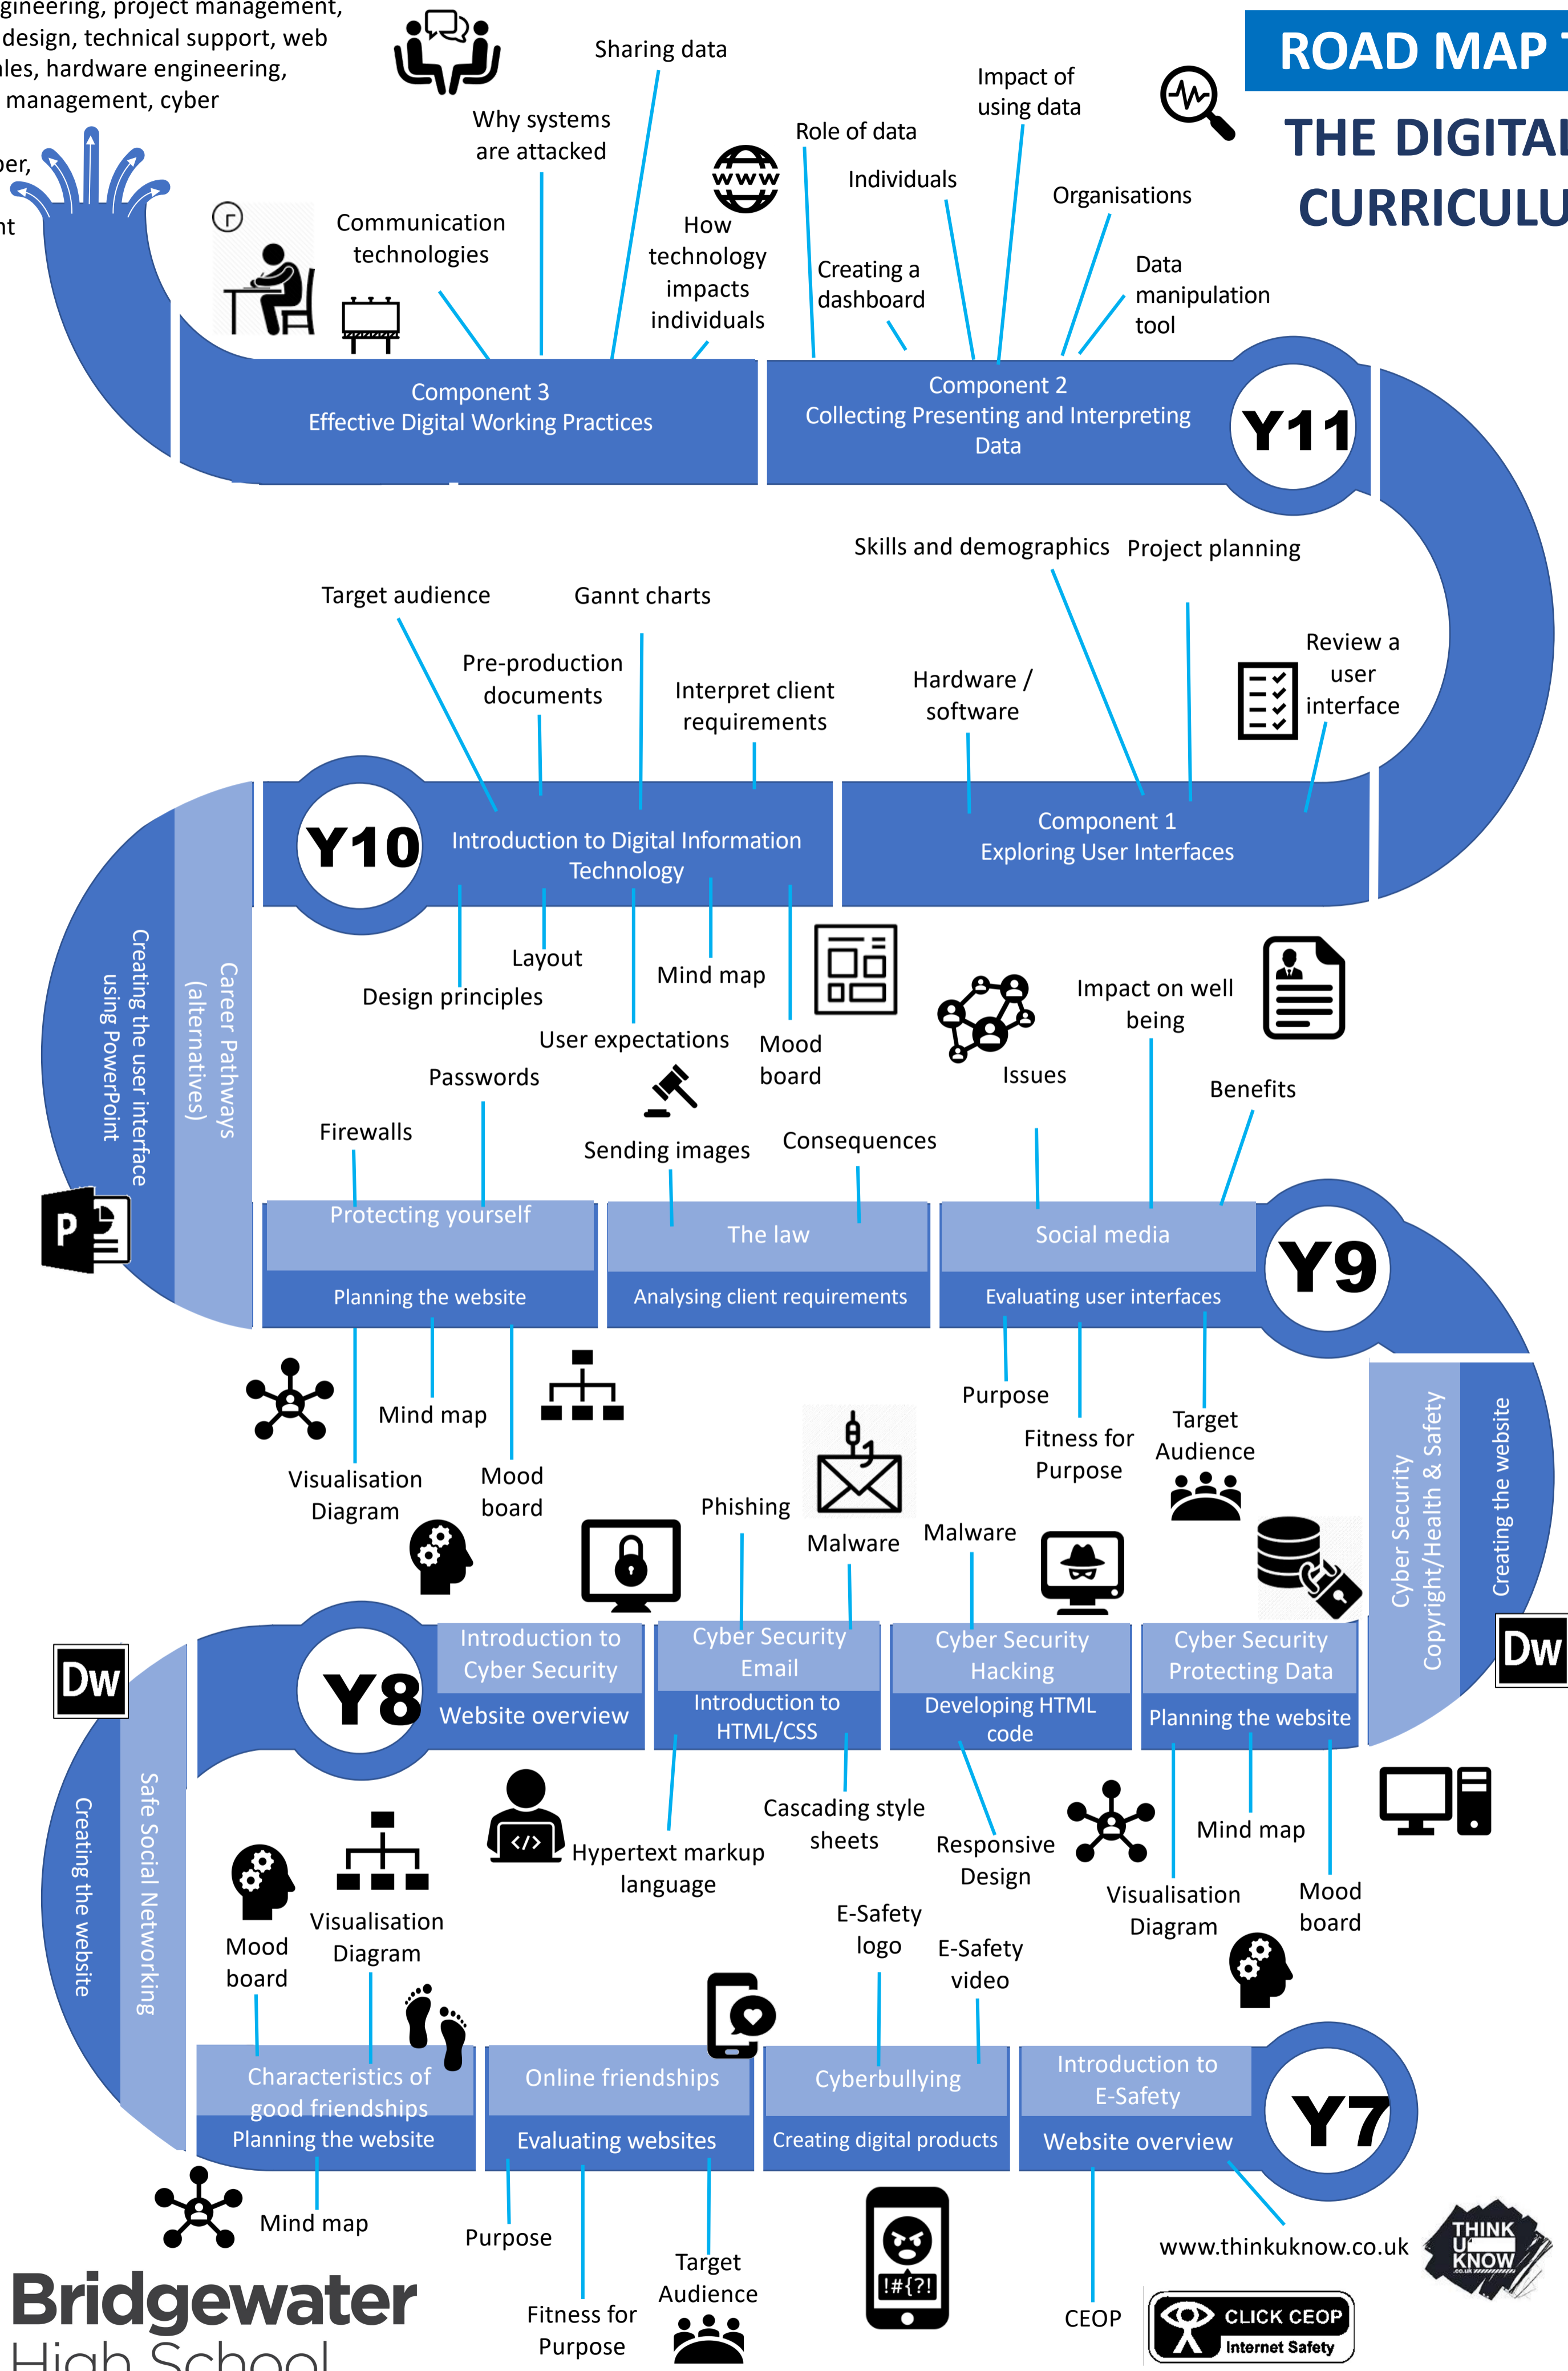 gineering, project management,
design, technical support, web
ales, hardware engineering,
management, cyber
ber,
nt
ROAD MAP T
THE DIGITAL
CURRICULU
Sharing data
Why systems
are attacked
Communication
technologies
www
How
technology
impacts
individuals
Role of data
Impact of
using data
Individuals
Organisations
Creating a
dashboard
Data
manipulation
tool
Component 3
Effective Digital Working Practices
Component 2
Collecting Presenting and Interpreting
Data
Y11
Skills and demographics
Project planning
Target audience
Gannt charts
Pre-production
documents
Interpret client
requirements
Hardware /
software
Review a
user
interface
Y10
Introduction to Digital Information
Technology
Component 1
Exploring User Interfaces
Layout
Design principles
Mind map
User expectations
Mood
board
Career Pathways
(alternatives)
Creating the user interface
using PowerPoint
P
Passwords
Firewalls
Sending images
Consequences
Issues
Impact on well
being
Benefits
Protecting yourself
Planning the website
The law
Analysing client requirements
Social media
Evaluating user interfaces
Y9
Mind map
Visualisation
Diagram
Mood
board
Purpose
Fitness for
Purpose
Target
Audience
Cyber Security
Copyright/Health & Safety
Creating the website
Dw
Phishing
Malware
Malware
Y8
Introduction to
Cyber Security
Website overview
Cyber Security
Email
Introduction to
HTML/CSS
Cyber Security
Hacking
Developing HTML
code
Cyber Security
Protecting Data
Planning the website
Dw
</>
Hypertext markup
language
Cascading style
sheets
Responsive
Design
Mind map
Visualisation
Diagram
Mood
board
Safe Social Networking
Creating the website
Mood
board
Visualisation
Diagram
E-Safety
logo
E-Safety
video
Characteristics of
good friendships
Planning the website
Online friendships
Evaluating websites
Cyberbullying
Creating digital products
Introduction to
E-Safety
Website overview
Y7
Mind map
Purpose
Fitness for
Purpose
Target
Audience
!#{?!
CEOP
www.thinkuknow.co.uk
THINK
U
KNOW
.co.uk
CLICK CEOP
Internet Safety
Bridgewater
High School